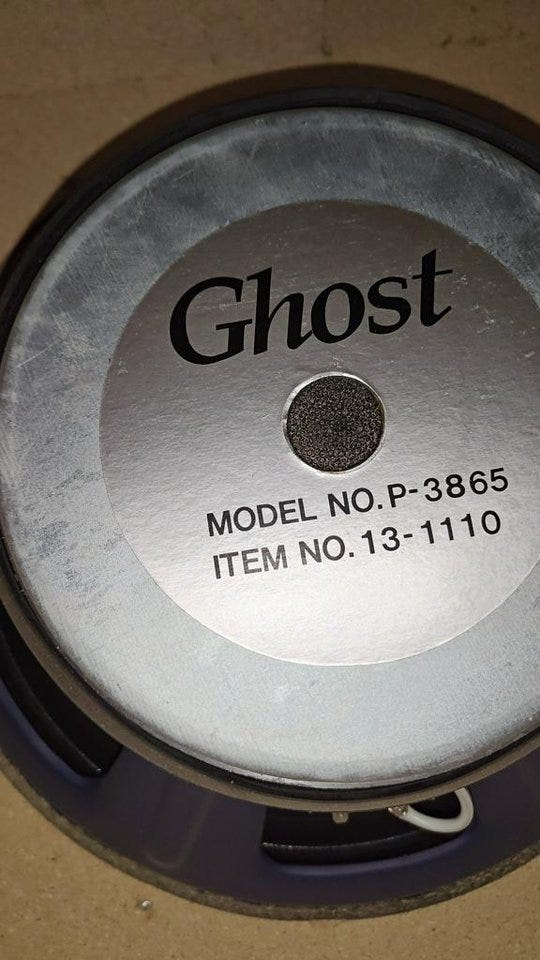 Ghost
MODEL NO. P-3865
ITEM NO. 13-1110